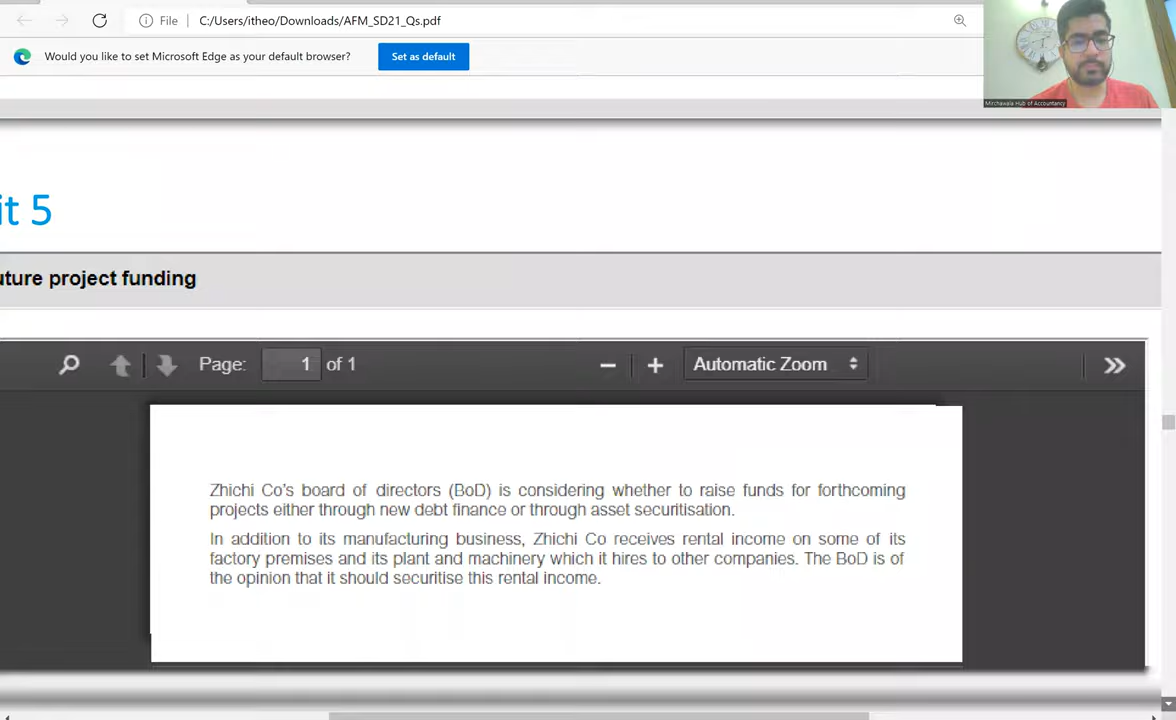 File
C:/Users/itheo/Downloads/AFM_SD21_Qs.pdf
Would you like to set Microsoft Edge as your default browser?
Set as default
Mirchawala Hub of Accountancy
it 5
uture project funding
Page: 1 of 1
Automatic Zoom
Zhichi Co's board of directors (BoD) is considering whether to raise funds for forthcoming
projects either through new debt finance or through asset securitisation.
In addition to its manufacturing business, Zhichi Co receives rental income on some of its
factory premises and its plant and machinery which it hires to other companies. The BoD is of
the opinion that it should securitise this rental income.